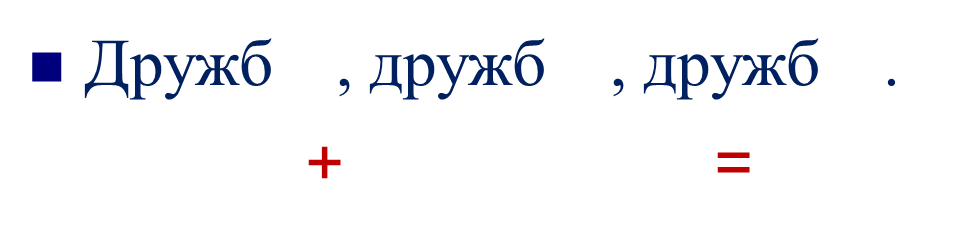 Дружб , дружб , дружб .
+ =